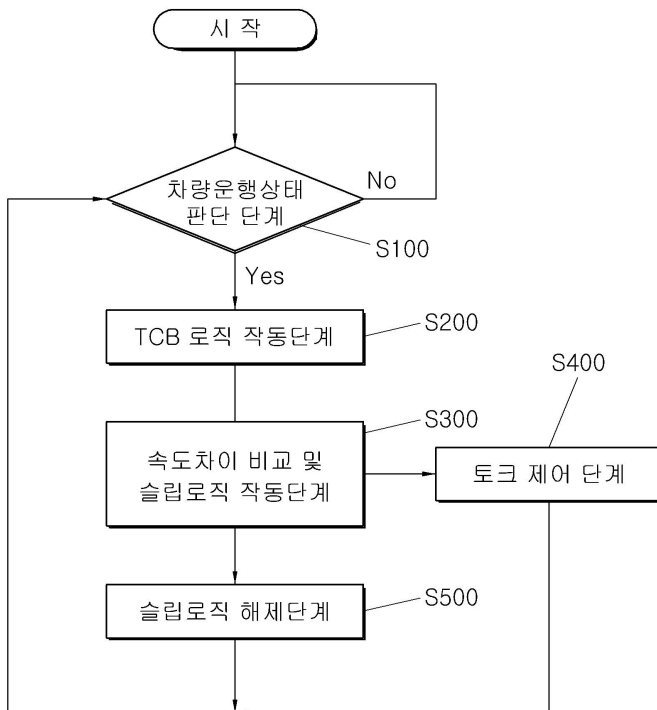 시 작
차량운행상태
판단 단계
No
S100
Yes
TCB 로직 작동단계
S200
S400
S300
속도차이 비교 및
슬립로직 작동단계
토크 제어 단계
슬립로직 해제단계
S500